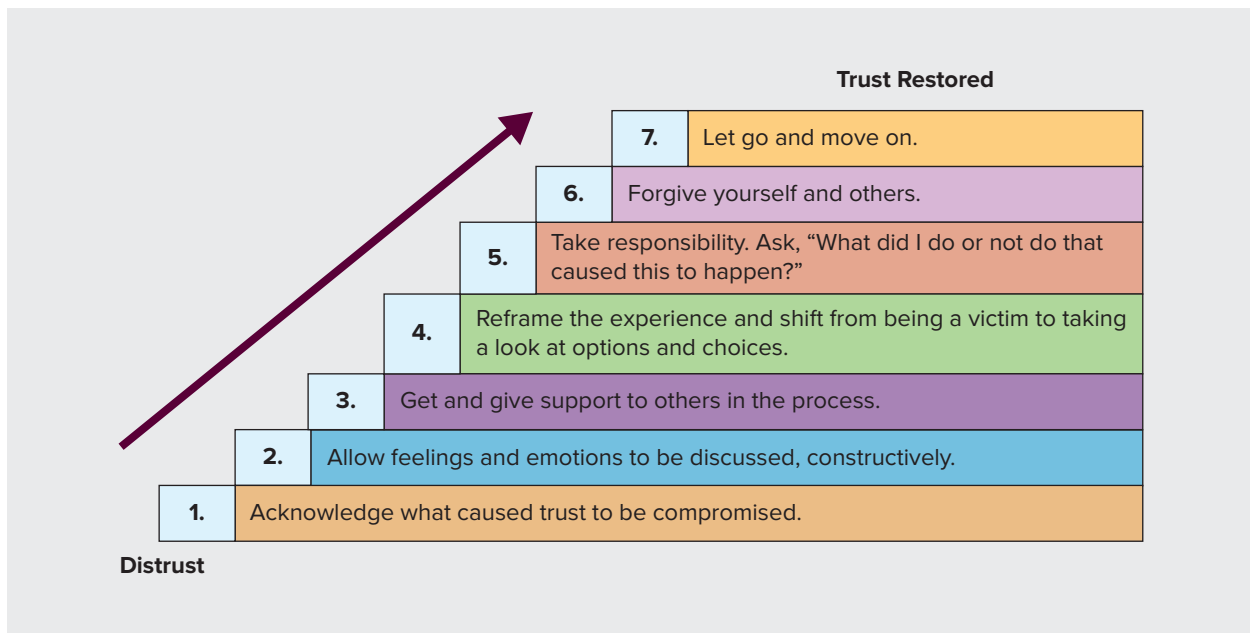 Trust Restored
7. Let go and move on.
6. Forgive yourself and others.
5. Take responsibility. Ask, “What did I do or not do that
caused this to happen?”
4. Reframe the experience and shift from being a victim to taking
a look at options and choices.
3. Get and give support to others in the process.
2. Allow feelings and emotions to be discussed, constructively.
1. Acknowledge what caused trust to be compromised.
Distrust